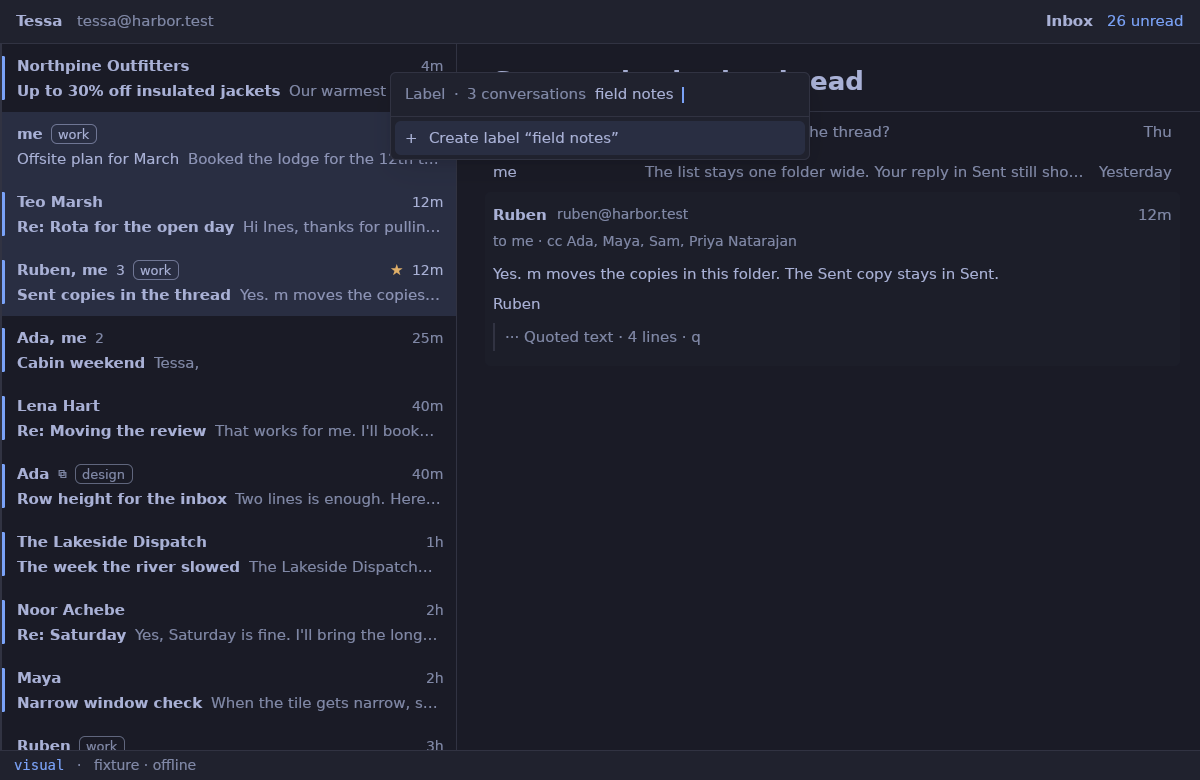 Tessa tessa@harbor.test
Inbox 26 unread
Northpine Outfitters 4m
Up to 30% off insulated jackets Our warmest
me work
Offsite plan for March Booked the lodge for the 12th t…
Teo Marsh 12m
Re: Rota for the open day Hi Ines, thanks for pullin…
Ruben, me 3 work ★ 12m
Sent copies in the thread Yes. m moves the copies…
Ada, me 2 25m
Cabin weekend Tessa,
Lena Hart 40m
Re: Moving the review That works for me. I'll book…
Ada design 40m
Row height for the inbox Two lines is enough. Here…
The Lakeside Dispatch 1h
The week the river slowed The Lakeside Dispatch…
Noor Achebe 2h
Re: Saturday Yes, Saturday is fine. I'll bring the long…
Maya 2h
Narrow window check When the tile gets narrow, s…
Ruben work 3h
Label · 3 conversations field notes
+ Create label “field notes”
he thread? Thu
me The list stays one folder wide. Your reply in Sent still sho… Yesterday
Ruben ruben@harbor.test 12m
to me · cc Ada, Maya, Sam, Priya Natarajan
Yes. m moves the copies in this folder. The Sent copy stays in Sent.
Ruben
··· Quoted text · 4 lines · q
visual · fixture · offline